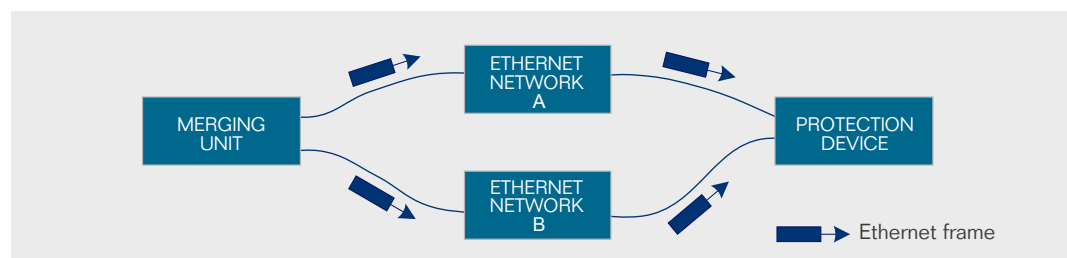 MERGING
UNIT
ETHERNET
NETWORK
A
ETHERNET
NETWORK
B
PROTECTION
DEVICE
Ethernet frame